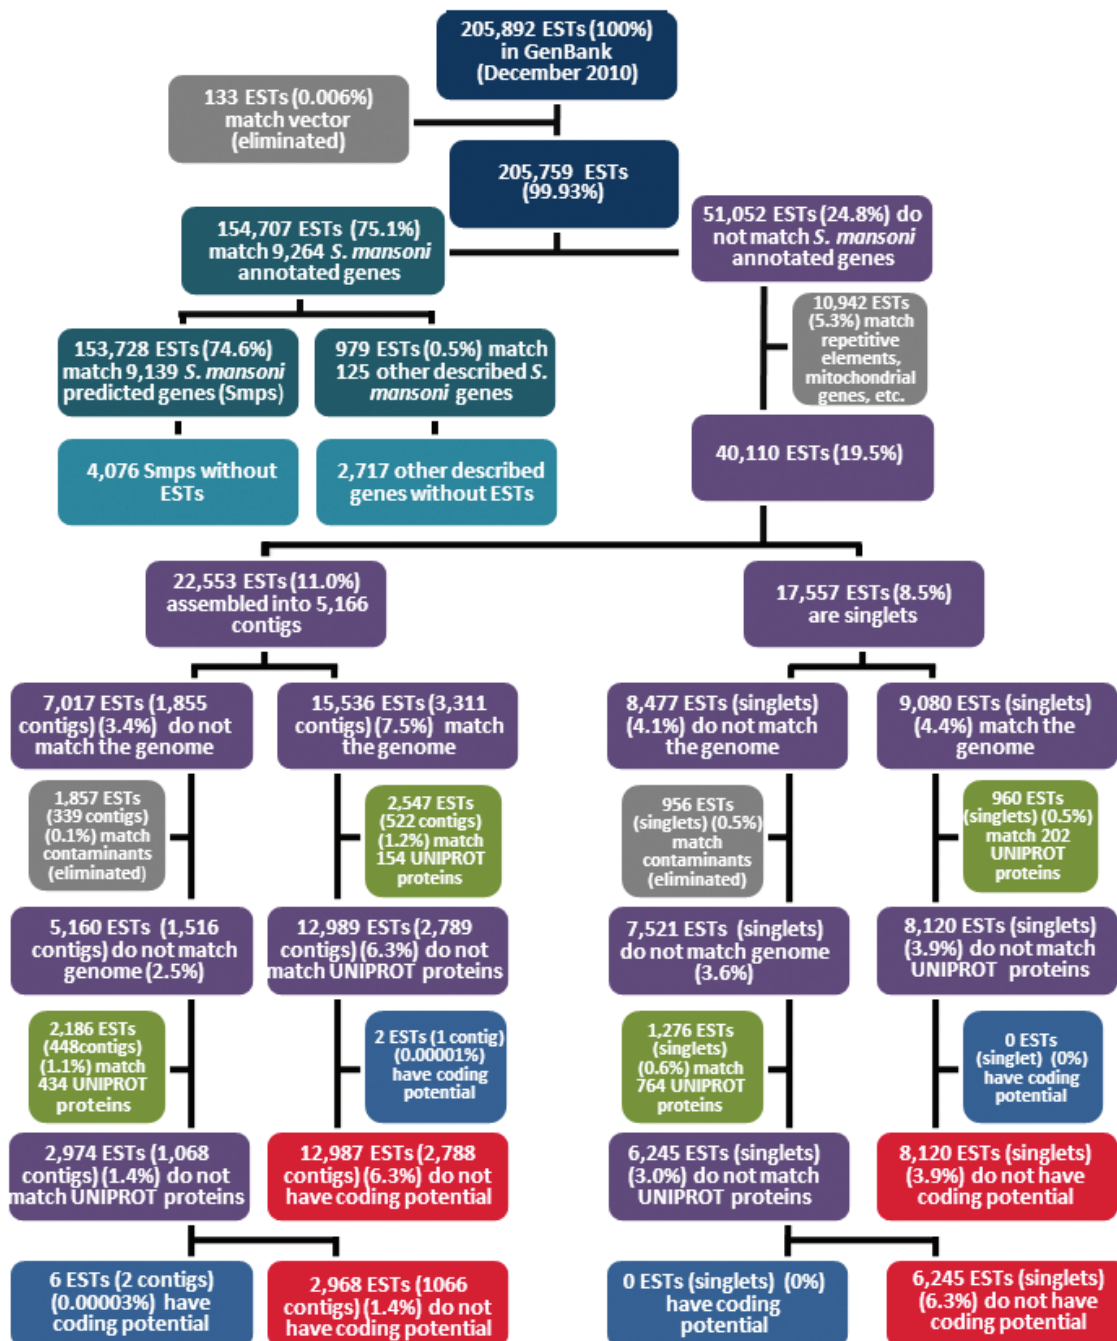 205,892 ESTs (100%)
in GenBank
(December 2010)
133 ESTs (0.006%)
match vector
(eliminated)
205,759 ESTs
(99.93%)
154,707 ESTs (75.1%)
match 9,264 S. mansoni
annotated genes
51,052 ESTs (24.8%) do
not match S. mansoni
annotated genes
10,942 ESTs
(5.3%) match
repetitive
elements,
mitochondrial
genes, etc.
153,728 ESTs (74.6%)
match 9,139 S. mansoni
predicted genes (Smps)
979 ESTs (0.5%) match
125 other described S.
mansoni genes
4,076 Smps without
ESTs
2,717 other described
genes without ESTs
40,110 ESTs (19.5%)
22,553 ESTs (11.0%)
assembled into 5,166
contigs
17,557 ESTs (8.5%)
are singlets
7,017 ESTs (1,855
contigs) (3.4%) do not
match the genome
15,536 ESTs (3,311
contigs) (7.5%) match
the genome
8,477 ESTs (singlets)
(4.1%) do not match
the genome
9,080 ESTs (singlets)
(4.4%) match the
genome
1,857 ESTs
(339 contigs)
(0.1%) match
contaminants
(eliminated)
2,547 ESTs
(522 contigs)
(1.2%) match
154 UNIPROT
proteins
956 ESTs
(singlets) (0.5%)
match
contaminants
(eliminated)
960 ESTs
(singlets) (0.5%)
match 202
UNIPROT
proteins
5,160 ESTs (1,516
contigs) do not match
genome (2.5%)
12,989 ESTs (2,789
contigs) (6.3%) do not
match UNIPROT proteins
7,521 ESTs (singlets)
do not match genome
(3.6%)
8,120 ESTs (singlets)
(3.9%) do not match
UNIPROT proteins
2,186 ESTs
(448contigs)
(1.1%) match
434 UNIPROT
proteins
2 ESTs (1 contig)
(0.00001%)
have coding
potential
1,276 ESTs
(singlets)
(0.6%) match
764 UNIPROT
proteins
0 ESTs
(singlet) (0%)
have coding
potential
2,974 ESTs (1,068
contigs) (1.4%) do not
match UNIPROT proteins
12,987 ESTs (2,788
contigs) (6.3%) do not
have coding potential
6,245 ESTs (singlets)
(3.0%) do not match
UNIPROT proteins
8,120 ESTs (singlets)
(3.9%) do not have
coding potential
6 ESTs (2 contigs)
(0.00003%) have
coding potential
2,968 ESTs (1066
contigs) (1.4%) do not
have coding potential
0 ESTs (singlets) (0%)
have coding
potential
6,245 ESTs (singlets)
(6.3%) do not have
coding potential